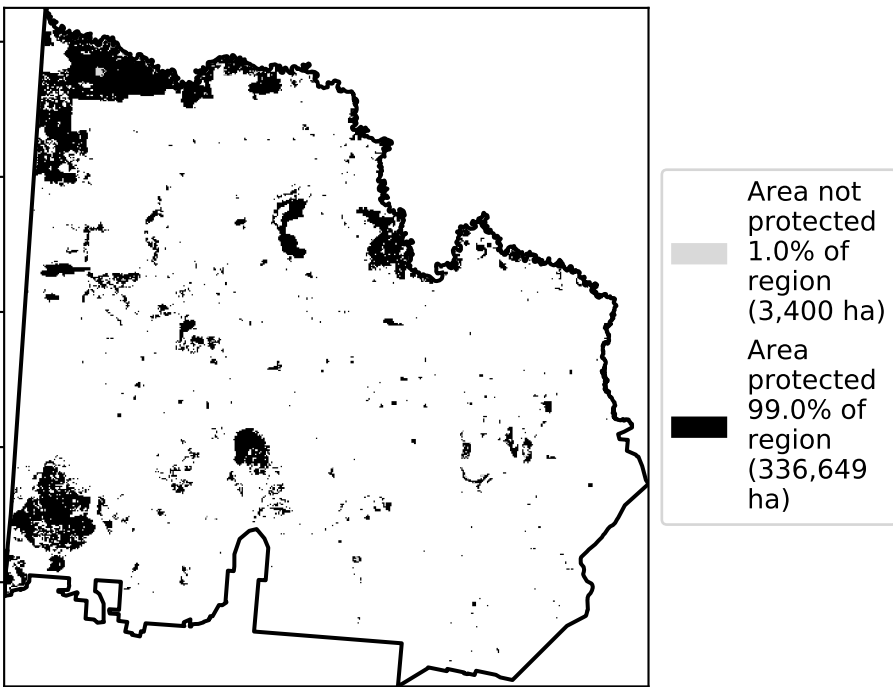 Area not
protected
1.0% of
region
(3,400 ha)
Area
protected
99.0% of
region
(336,649
ha)